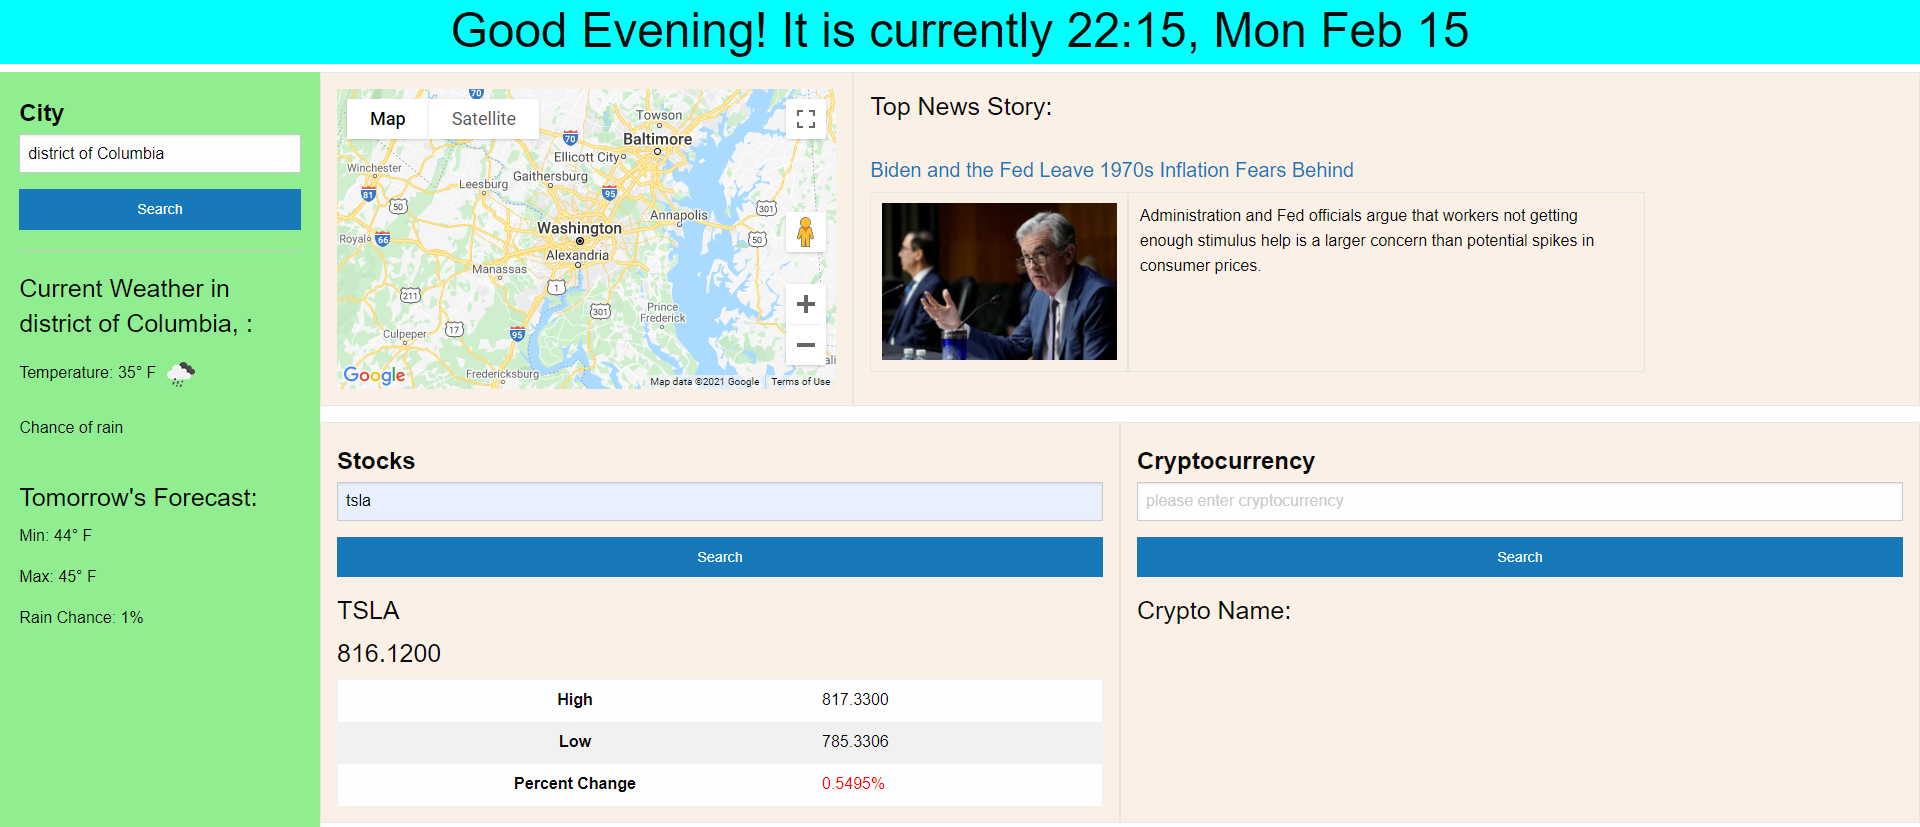 Good Evening! It is currently 22:15, Mon Feb 15
City
district of Columbia
Search
Current Weather in
district of Columbia, :
Temperature: 35° F
Chance of rain
Tomorrow's Forecast:
Min: 44° F
Max: 45° F
Rain Chance: 1%
Map
Satellite
70
Towson
70
Baltimore
Ellicott City
Winchester
Gaithersburg
Leesburg
95
81
50
Annapolis
301
Washington
Royal
66
50
Alexandria
Manassas
1
211
Prince
Frederick
301
17
Culpeper
95
Fredericksburg
Google
Map data ©2021 Google
Terms of Use
Top News Story:
Biden and the Fed Leave 1970s Inflation Fears Behind
Administration and Fed officials argue that workers not getting
enough stimulus help is a larger concern than potential spikes in
consumer prices.
Stocks
tsla
Search
TSLA
816.1200
High 817.3300
Low 785.3306
Percent Change 0.5495%
Cryptocurrency
please enter cryptocurrency
Search
Crypto Name: